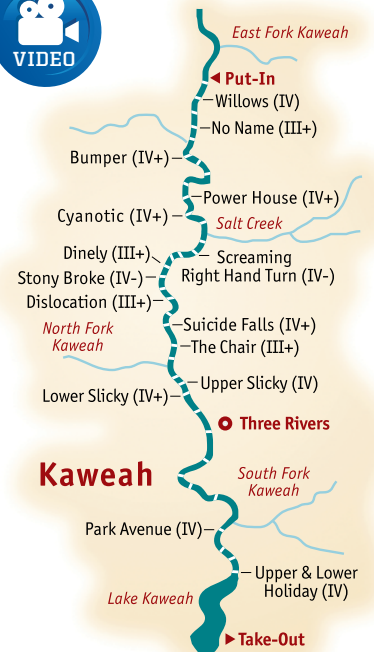 VIDEO
East Fork Kaweah
Put-In
Willows (IV)
No Name (III+)
Bumper (IV+)
Power House (IV+)
Cyanotic (IV+)
Salt Creek
Dinely (III+)
Screaming
Right Hand Turn (IV-)
Stony Broke (IV-)
Dislocation (III+)
North Fork
Kaweah
Suicide Falls (IV+)
The Chair (III+)
Upper Slicky (IV)
Lower Slicky (IV+)
Three Rivers
Kaweah
South Fork
Kaweah
Park Avenue (IV)
Upper & Lower
Holiday (IV)
Lake Kaweah
Take-Out